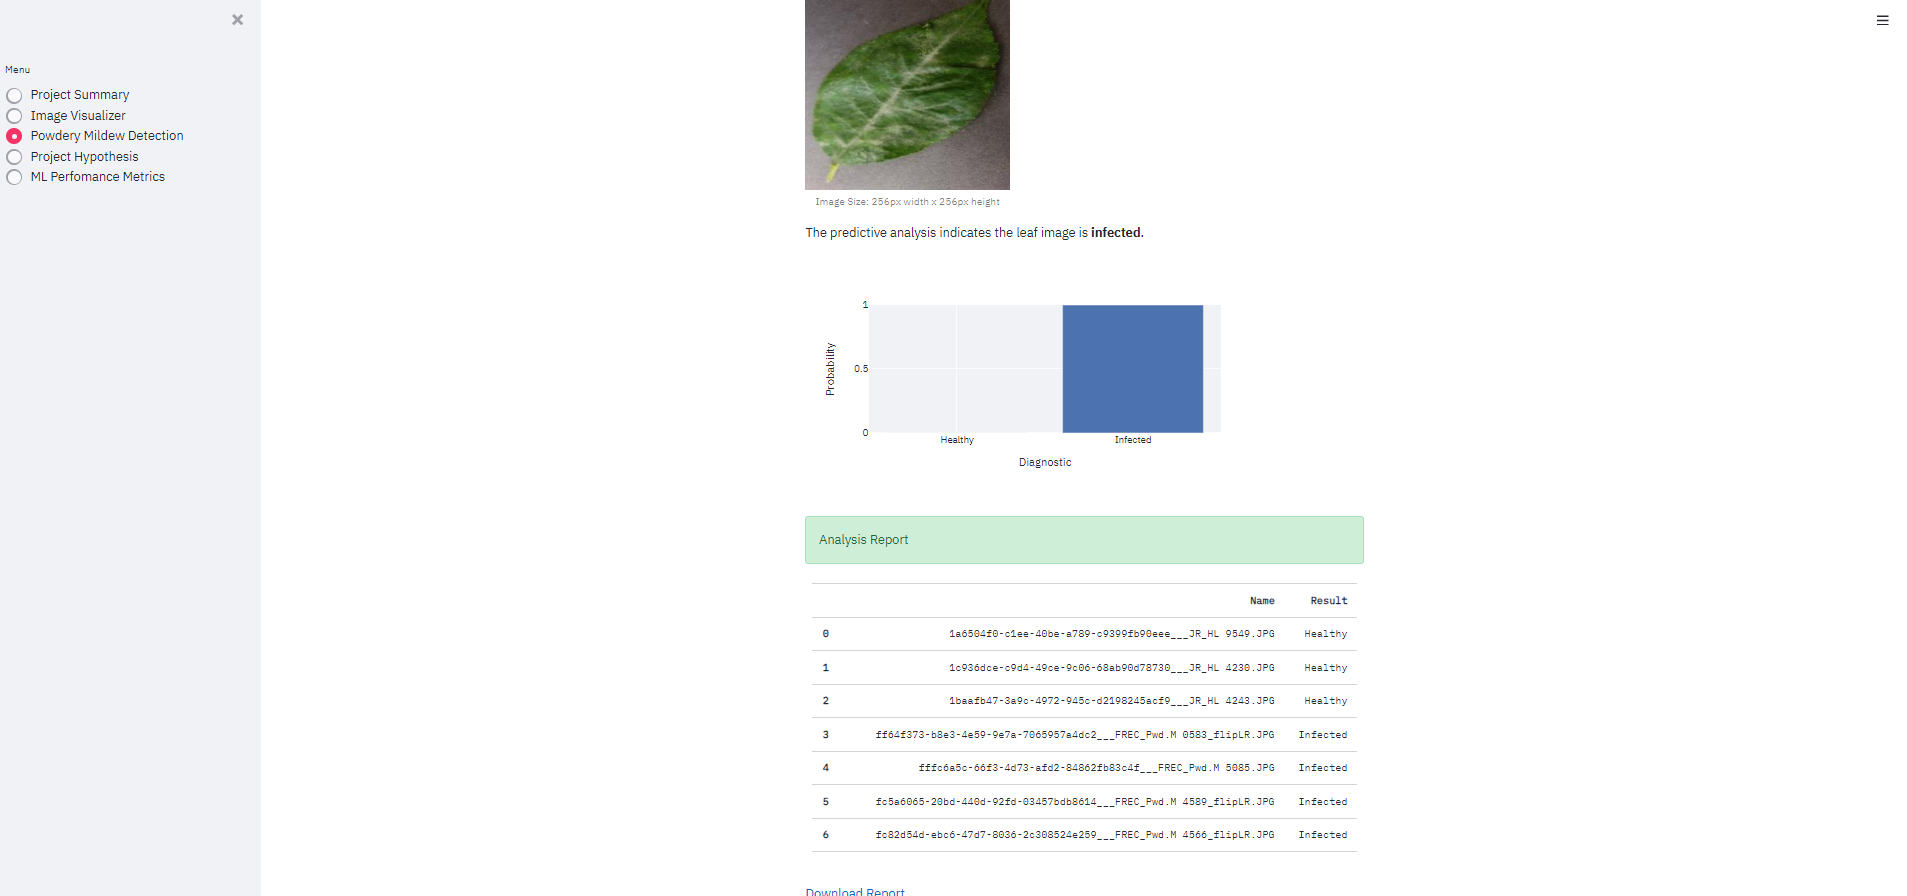 Menu
Project Summary
Image Visualizer
Powdery Mildew Detection
Project Hypothesis
ML Perfomance Metrics
Image Size: 256px width x 256px height
The predictive analysis indicates the leaf image is infected.
1
0.5
0
Probability
Healthy Infected
Diagnostic
Analysis Report
Name Result
0 1a6504f0-c1ee-40be-a789-c9399fb90eee___JR_HL 9549.JPG Healthy
1 1c936dce-c9d4-49ce-9c06-68ab90d78730___JR_HL 4230.JPG Healthy
2 1baafb47-3a9c-4972-945c-d2198245acf9___JR_HL 4243.JPG Healthy
3 ff64f373-b8e3-4e59-9e7a-7065957a4dc2___FREC_Pwd.M 0583_flipLR.JPG Infected
4 fffc6a5c-66f3-4d73-afd2-84862fb83c4f___FREC_Pwd.M 5085.JPG Infected
5 fc5a6065-20bd-440d-92fd-03457bdb8614___FREC_Pwd.M 4589_flipLR.JPG Infected
6 fc82d54d-ebc6-47d7-8036-2c308524e259___FREC_Pwd.M 4566_flipLR.JPG Infected
Download Report